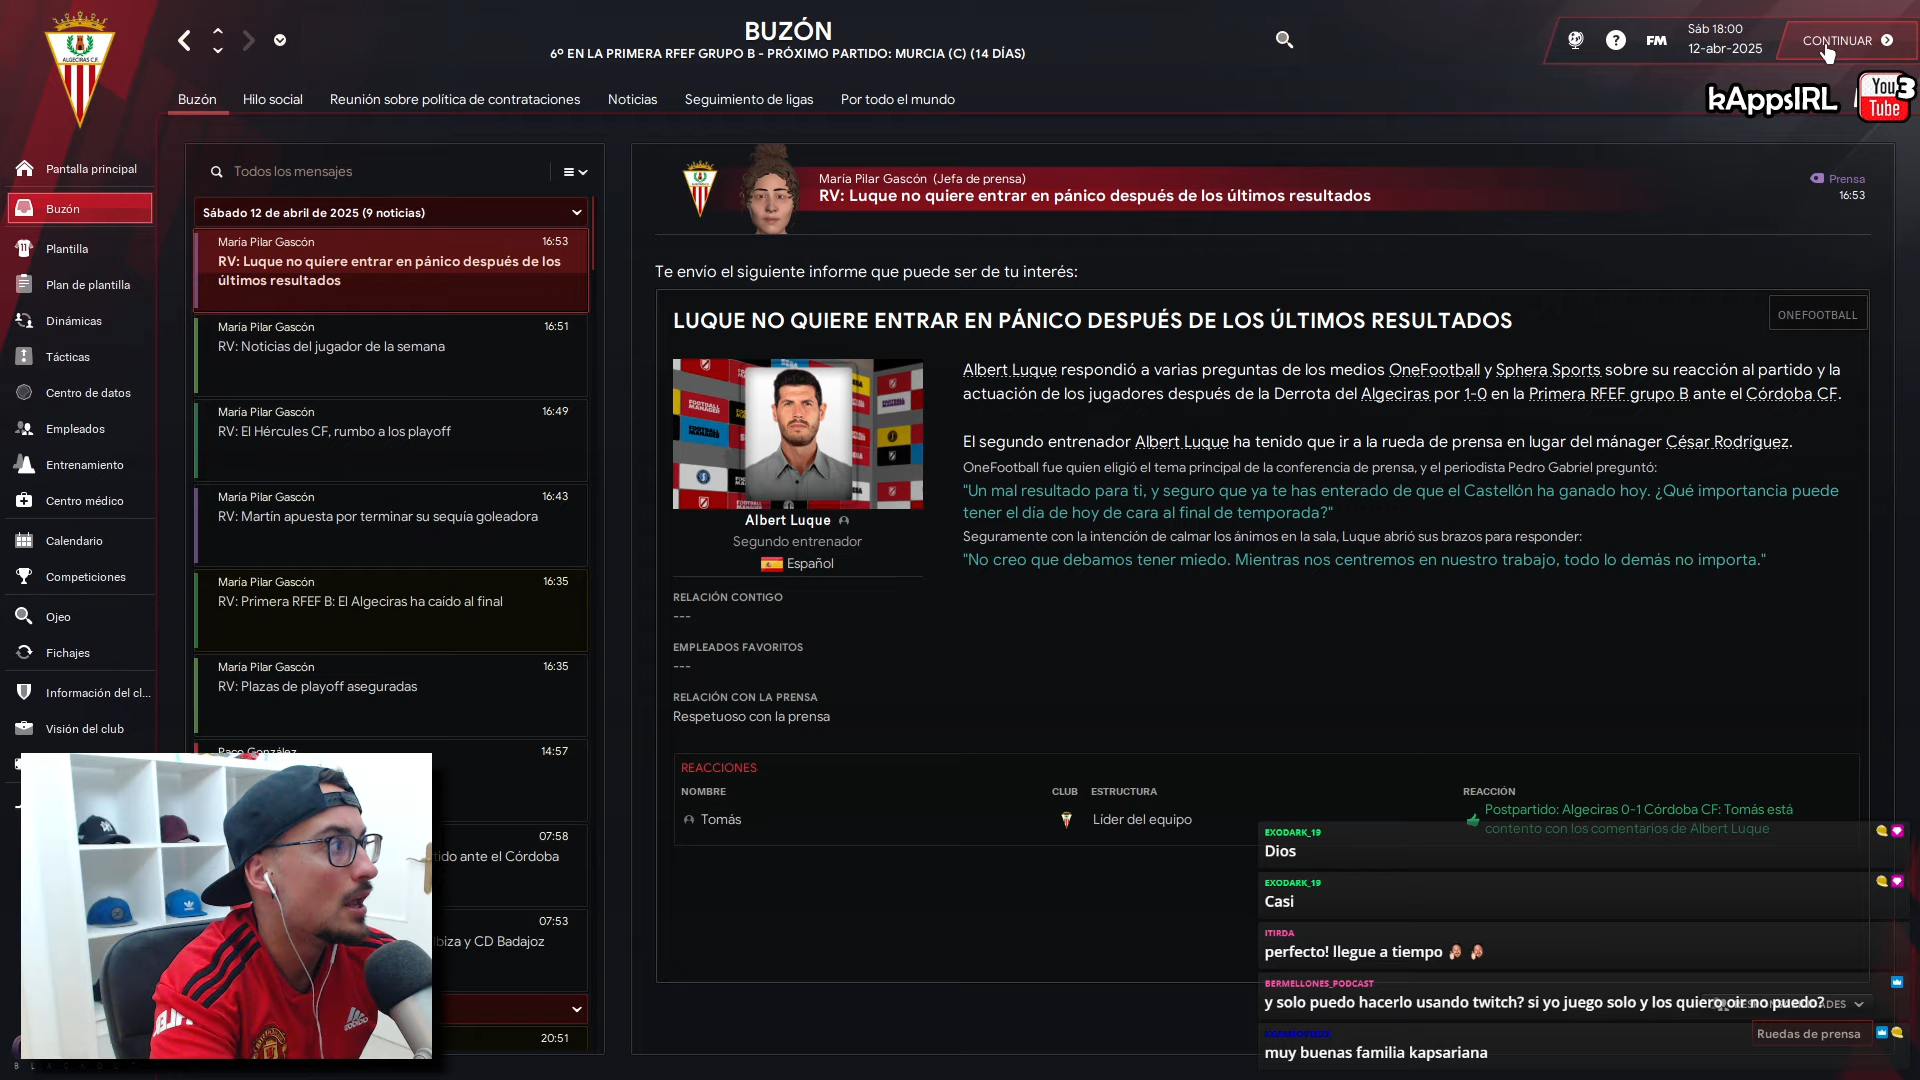 BUZÓN
6º EN LA PRIMERA RFEF GRUPO B - PRÓXIMO PARTIDO: MURCIA (C) (14 DÍAS)
FM
Sáb 18:00
12-abr-2025
CONTINUAR
ALGECIRAS C.F.
Buzón
Hilo social
Reunión sobre política de contrataciones
Noticias
Seguimiento de ligas
Por todo el mundo
kAppsIRL
You
Tube
3
Pantalla principal
Buzón
Plantilla
Plan de plantilla
Dinámicas
Tácticas
Centro de datos
Empleados
Entrenamiento
Centro médico
Calendario
Competiciones
Ojeo
Fichajes
Información del cl...
Visión del club
Todos los mensajes
Sábado 12 de abril de 2025 (9 noticias)
María Pilar Gascón
16:53
RV: Luque no quiere entrar en pánico después de los
últimos resultados
María Pilar Gascón
16:51
RV: Noticias del jugador de la semana
María Pilar Gascón
16:49
RV: El Hércules CF, rumbo a los playoff
María Pilar Gascón
16:43
RV: Martín apuesta por terminar su sequía goleadora
María Pilar Gascón
16:35
RV: Primera RFEF B: El Algeciras ha caído al final
María Pilar Gascón
16:35
RV: Plazas de playoff aseguradas
Paco González
14:57
07:58
tido ante el Córdoba
07:53
Ibiza y CD Badajoz
20:51
María Pilar Gascón (Jefa de prensa)
RV: Luque no quiere entrar en pánico después de los últimos resultados
Prensa
16:53
Te envío el siguiente informe que puede ser de tu interés:
LUQUE NO QUIERE ENTRAR EN PÁNICO DESPUÉS DE LOS ÚLTIMOS RESULTADOS
ONEFOOTBALL
FOOTBALL
MANAGER
Albert Luque
Segundo entrenador
Español
RELACIÓN CONTIGO
---
EMPLEADOS FAVORITOS
---
RELACIÓN CON LA PRENSA
Respetuoso con la prensa
Albert Luque respondió a varias preguntas de los medios OneFootball y Sphera Sports sobre su reacción al partido y la
actuación de los jugadores después de la Derrota del Algeciras por 1-0 en la Primera RFEF grupo B ante el Córdoba CF.
El segundo entrenador Albert Luque ha tenido que ir a la rueda de prensa en lugar del mánager César Rodríguez.
OneFootball fue quien eligió el tema principal de la conferencia de prensa, y el periodista Pedro Gabriel preguntó:
"Un mal resultado para ti, y seguro que ya te has enterado de que el Castellón ha ganado hoy. ¿Qué importancia puede
tener el día de hoy de cara al final de temporada?"
Seguramente con la intención de calmar los ánimos en la sala, Luque abrió sus brazos para responder:
"No creo que debamos tener miedo. Mientras nos centremos en nuestro trabajo, todo lo demás no importa."
REACCIONES
NOMBRE
CLUB
ESTRUCTURA
REACCIÓN
Tomás
Líder del equipo
Postpartido: Algeciras 0-1 Córdoba CF: Tomás está
contento con los comentarios de Albert Luque
EXODARK_19
Dios
EXODARK_19
Casi
ITIRDA
perfecto! llegue a tiempo
BERMELLONES_PODCAST
y solo puedo hacerlo usando twitch? si yo juego solo y los quiero oir no puedo?
Ruedas de prensa
muy buenas familia kapsariana
adidas